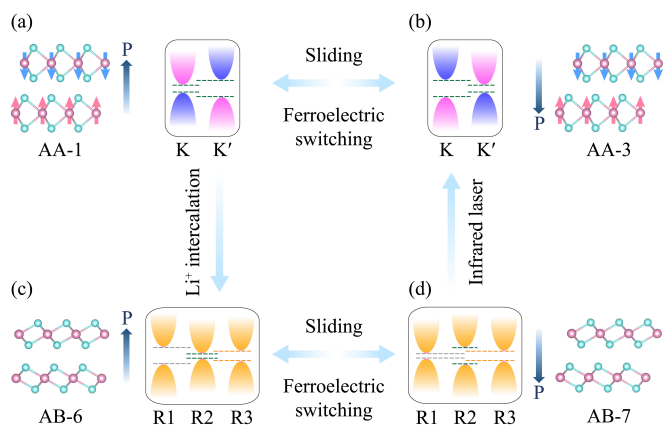 (a)
P
AA-1
K K′
Sliding
Ferroelectric
switching
(b)
K K′
P
AA-3
Li⁺ intercalation
Infrared laser
(c)
P
AB-6
R1 R2 R3
Sliding
Ferroelectric
switching
(d)
R1 R2 R3
P
AB-7